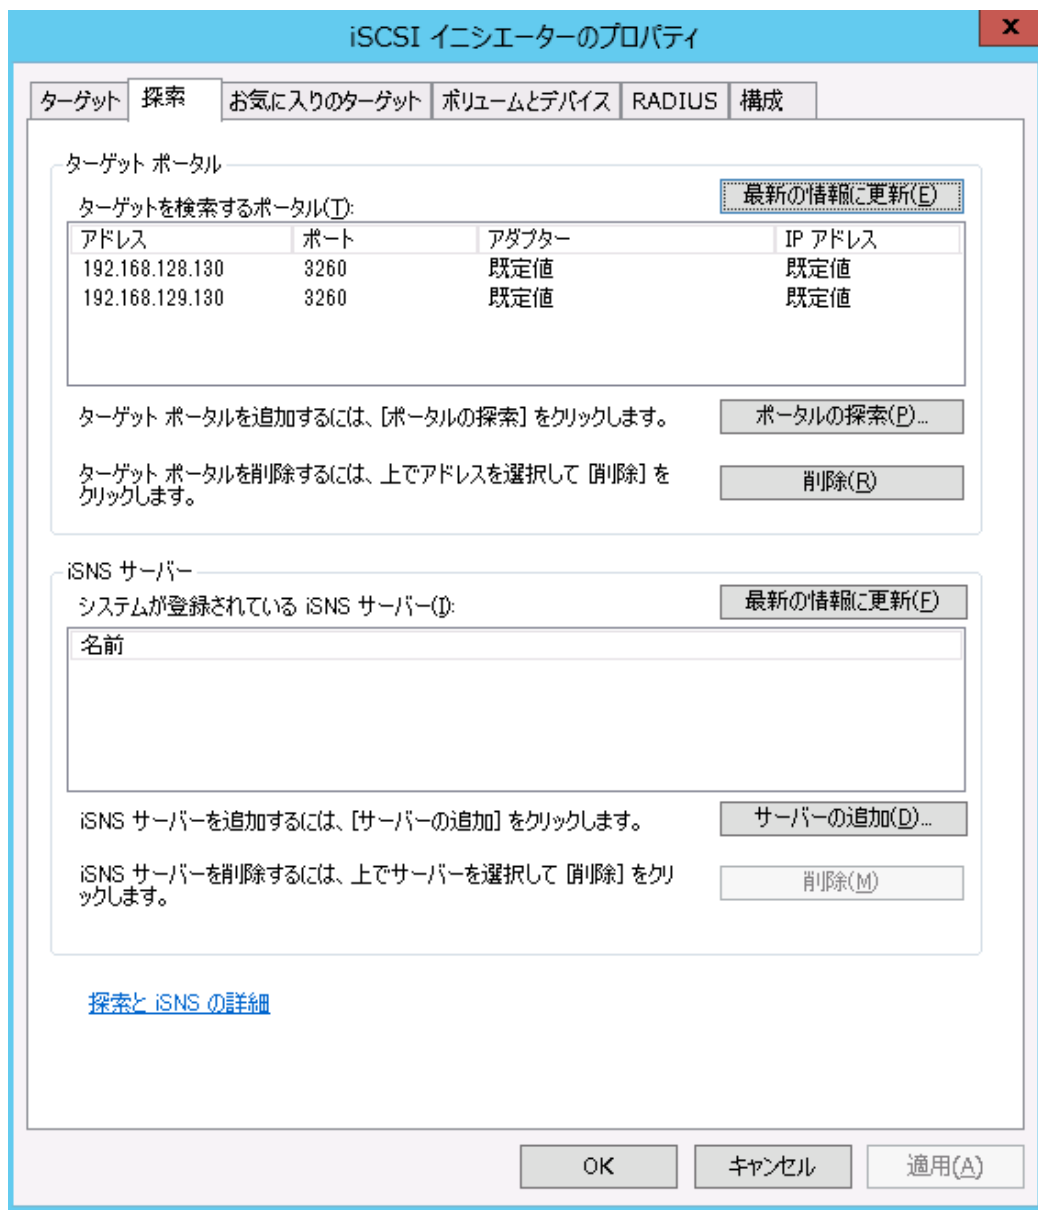 iSCSI イニシエーターのプロパティ
x
ターゲット 探索 お気に入りのターゲット ボリュームとデバイス RADIUS 構成
ターゲット ポータル
最新の情報に更新(E)
ターゲットを検索するポータル(T):
アドレス ポート アダプター IP アドレス
192.168.128.130 3260 既定値 既定値
192.168.129.130 3260 既定値 既定値
ターゲット ポータルを追加するには、[ポータルの探索] をクリックします。 ポータルの探索(P)...
ターゲット ポータルを削除するには、上でアドレスを選択して [削除] を
クリックします。
削除(R)
iSNS サーバー
システムが登録されている iSNS サーバー(I): 最新の情報に更新(F)
名前
iSNS サーバーを追加するには、[サーバーの追加] をクリックします。 サーバーの追加(D)...
iSNS サーバーを削除するには、上でサーバーを選択して [削除] をクリ
ックします。
削除(M)
探索と iSNS の詳細
OK キャンセル 適用(A)